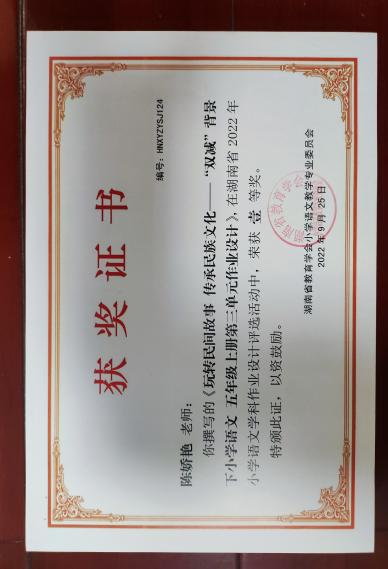 获奖证书
编号：HNXYZYSJ124
陈娇艳 老师：
你撰写的《玩转民间故事 传承民族文化——“双减”背景
下小学语文 五年级上册第三单元作业设计》，在湖南省 2022 年
小学语文学科作业设计评选活动中，荣获 壹 等奖。
特颁此证，以资鼓励。
湖南省教育学会小学语文教学专业委员会
2022 年 9 月 25 日